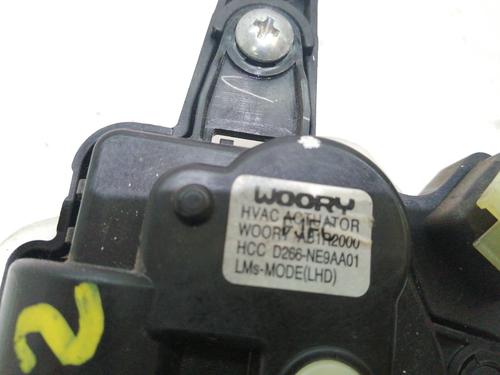 WOORY
HVAC ACTUATOR
WOORY
HCC D266-NE9AA01
LMs-MODE(LHD)
2